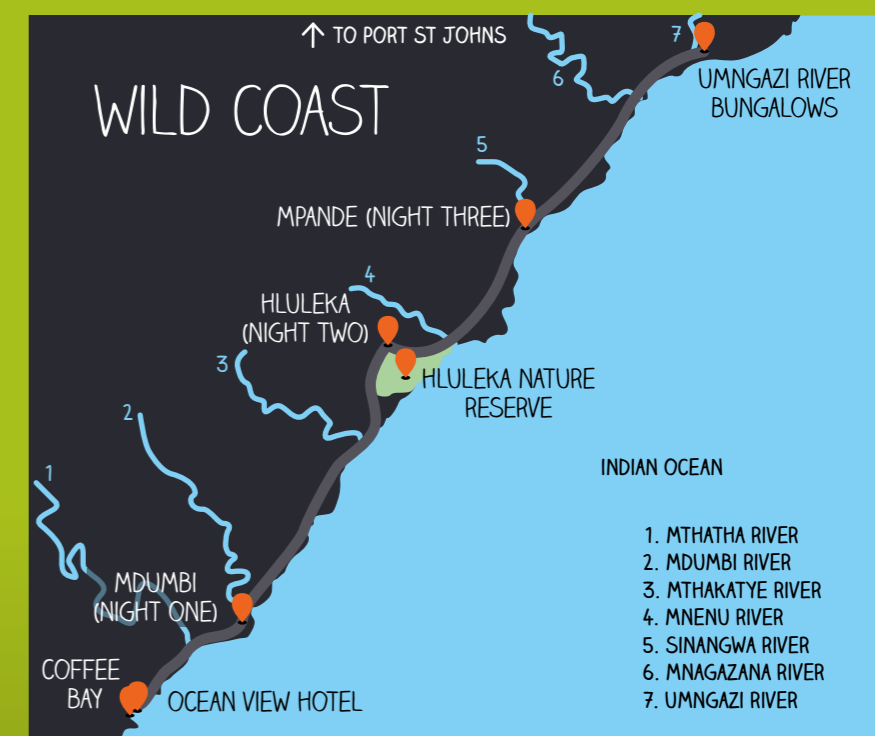 ↑ TO PORT ST JOHNS
WILD COAST
7
UMNGAZI RIVER
BUNGALOWS
6
5
MPANDE (NIGHT THREE)
4
HLULEKA
(NIGHT TWO)
3
HLULEKA NATURE
RESERVE
2
1
MDUMBI
(NIGHT ONE)
COFFEE
BAY
OCEAN VIEW HOTEL
INDIAN OCEAN
1. MTHATHA RIVER
2. MDUMBI RIVER
3. MTHAKATYE RIVER
4. MNENU RIVER
5. SINANGWA RIVER
6. MNAGAZANA RIVER
7. UMNGAZI RIVER